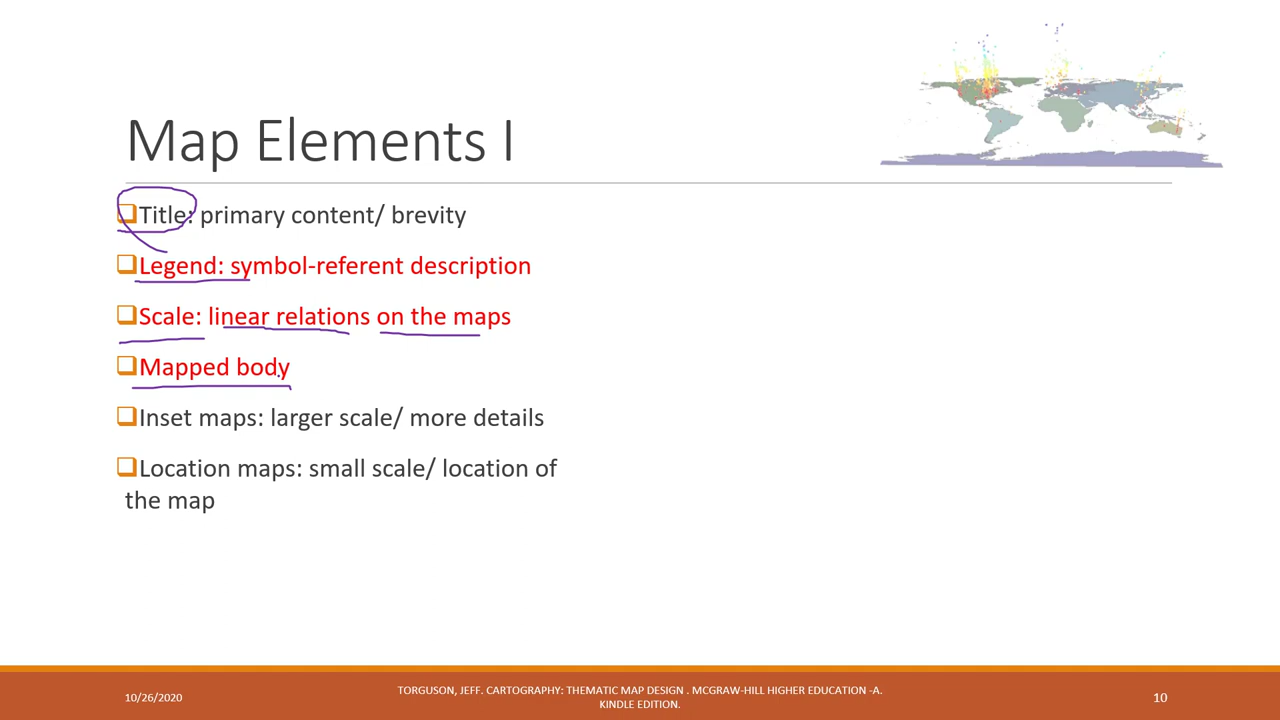 Map Elements I
Title: primary content/ brevity
Legend: symbol-referent description
Scale: linear relations on the maps
Mapped body
Inset maps: larger scale/ more details
Location maps: small scale/ location of
the map
10/26/2020
TORGUSON, JEFF. CARTOGRAPHY: THEMATIC MAP DESIGN . MCGRAW-HILL HIGHER EDUCATION -A.
KINDLE EDITION.
10